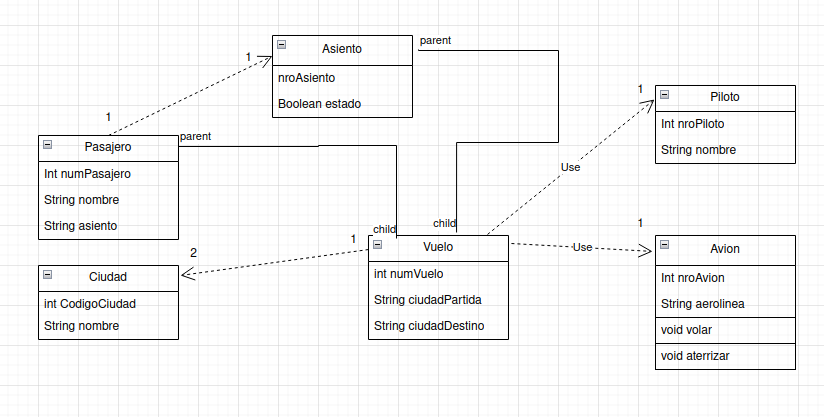 parent
Asiento
nroAsiento
Boolean estado
1
1
Pasajero
Int numPasajero
String nombre
String asiento
parent
child
child
1
Piloto
Int nroPiloto
String nombre
Use
1
2
Ciudad
int CodigoCiudad
String nombre
Vuelo
int numVuelo
String ciudadPartida
String ciudadDestino
Use
1
Avion
Int nroAvion
String aerolinea
void volar
void aterrizar